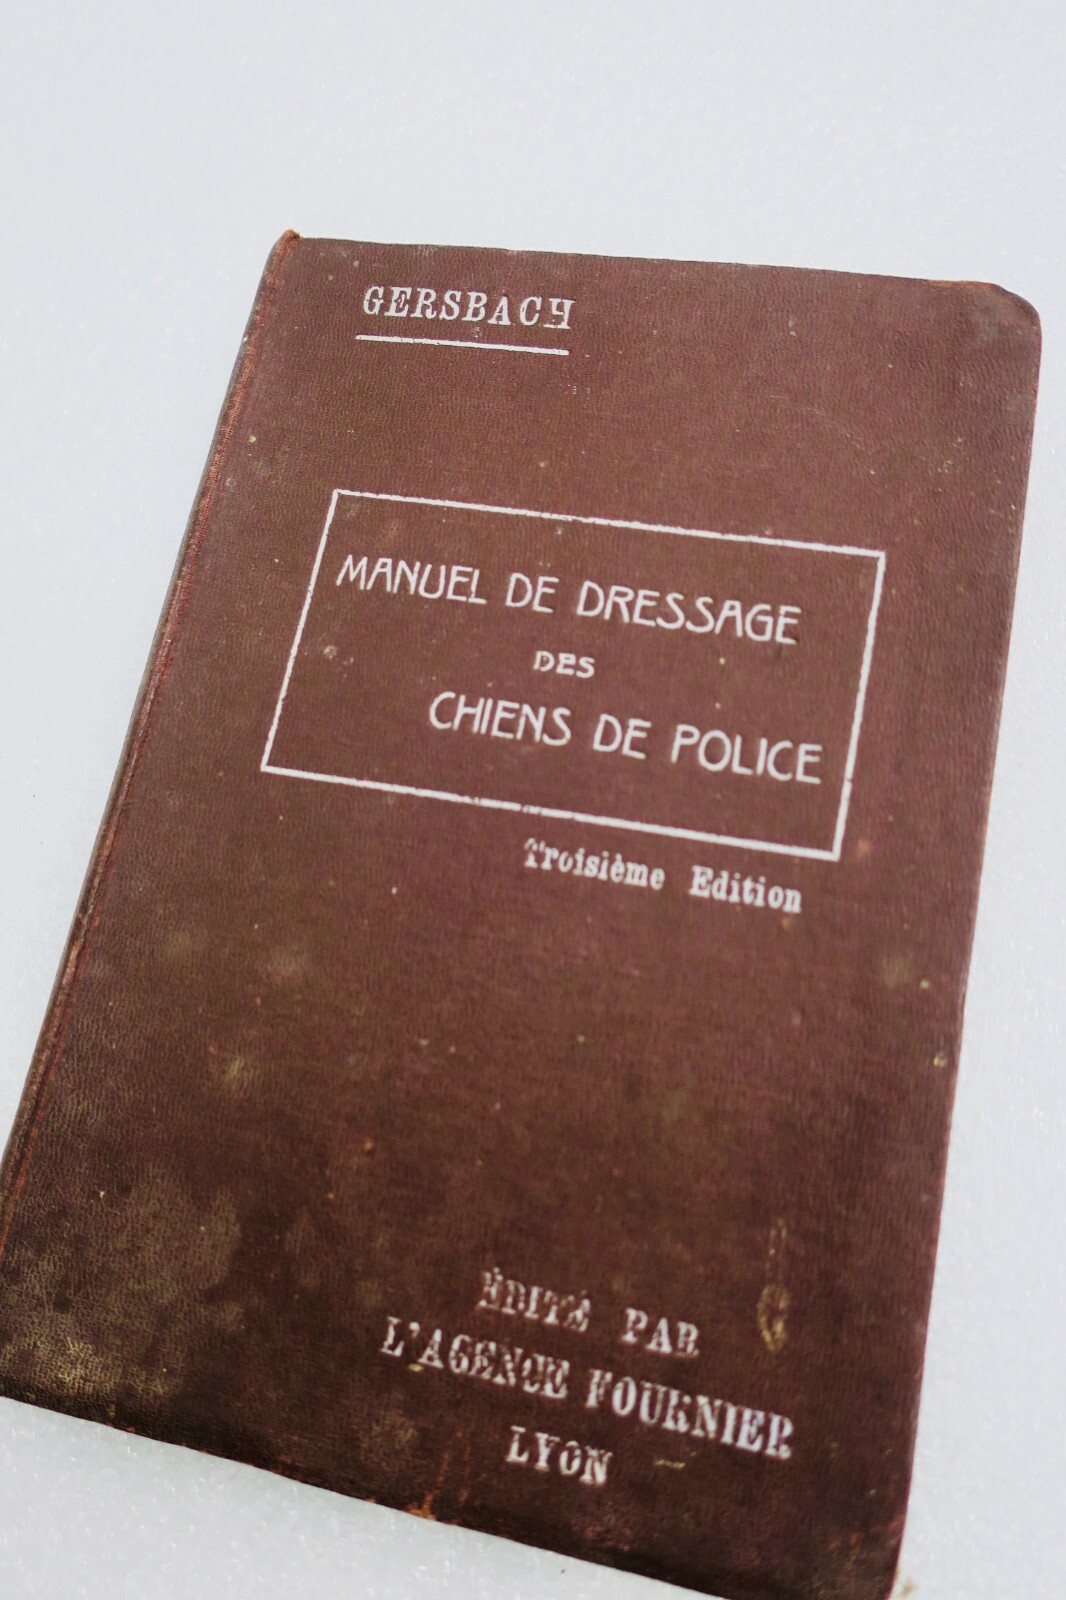 GERSBACH
MANUEL DE DRESSAGE
DES
CHIENS DE POLICE
Troisième Edition
ÉDITÉ PAR
L'AGENCE FOURNIER
LYON